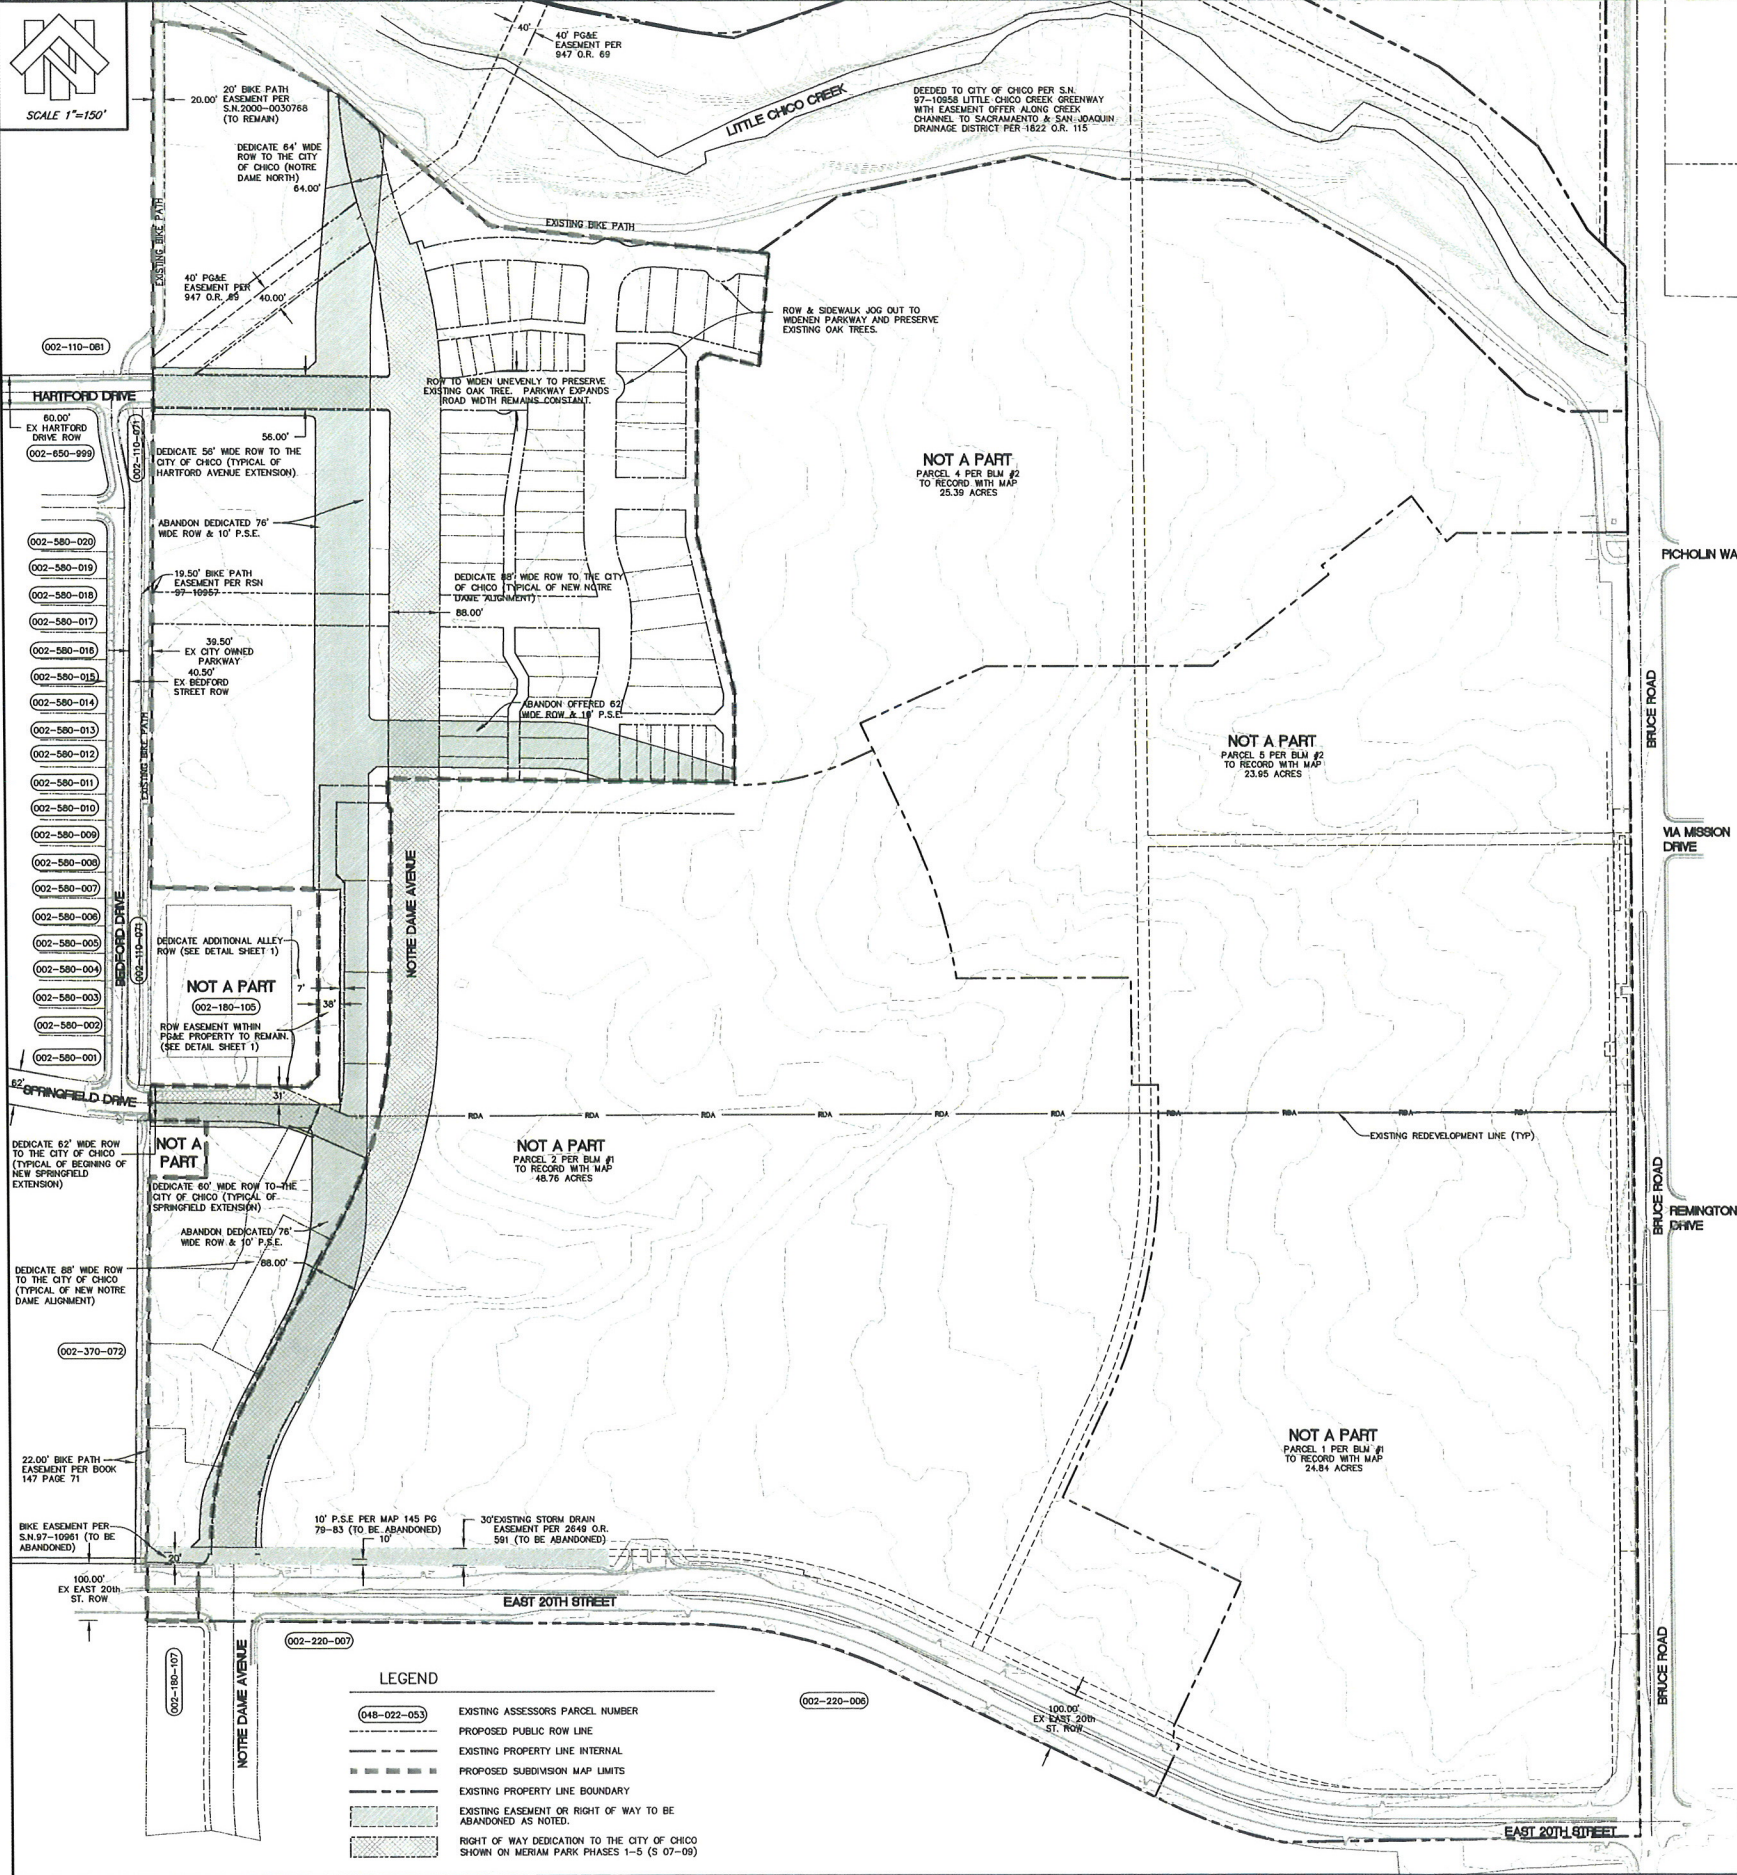 SCALE 1"=150'
40'
40' PG&E
EASEMENT PER
947 O.R. 69
20.00'
20' BIKE PATH
EASEMENT PER
S.N.2000-0030768
(TO REMAIN)
LITTLE CHICO CREEK
DEEDED TO CITY OF CHICO PER S.N.
97-10958 LITTLE CHICO CREEK GREENWAY
WITH EASEMENT OFFER ALONG CREEK
CHANNEL TO SACRAMAENTO & SAN JOAQUIN
DRAINAGE DISTRICT PER 1822 O.R. 115
DEDICATE 64' WIDE
ROW TO THE CITY
OF CHICO (NOTRE
DAME NORTH)
64.00'
EXISTING BIKE PATH
EXISTING BIKE PATH
40' PG&E
EASEMENT PER
947 O.R. 69
40.00'
ROW & SIDEWALK JOG OUT TO
WIDENEN PARKWAY AND PRESERVE
EXISTING OAK TREES.
002-110-081
HARTFORD DRIVE
ROW TO WIDEN UNEVENLY TO PRESERVE
EXISTING OAK TREE. PARKWAY EXPANDS
ROAD WIDTH REMAINS CONSTANT.
60.00'
EX HARTFORD
DRIVE ROW
002-650-999
002-110-071
56.00'
DEDICATE 56' WIDE ROW TO THE
CITY OF CHICO (TYPICAL OF
HARTFORD AVENUE EXTENSION)
NOT A PART
PARCEL 4 PER BLM #2
TO RECORD WITH MAP
25.39 ACRES
ABANDON DEDICATED 76'
WIDE ROW & 10' P.S.E.
PICHOLIN WA
002-580-020
002-580-019
002-580-018
002-580-017
002-580-016
002-580-015
002-580-014
002-580-013
002-580-012
002-580-011
002-580-010
002-580-009
002-580-008
002-580-007
002-580-006
002-580-005
002-580-004
002-580-003
002-580-002
002-580-001
19.50' BIKE PATH
EASEMENT PER RSN
97-10957
DEDICATE 88' WIDE ROW TO THE CITY
OF CHICO (TYPICAL OF NEW NOTRE
DAME ALIGNMENT)
88.00'
39.50'
EX CITY OWNED
PARKWAY
40.50'
EX BEDFORD
STREET ROW
ABANDON OFFERED 62'
WIDE ROW & 10' P.S.E.
EXISTING BIKE PATH
BRUCE ROAD
NOT A PART
PARCEL 5 PER BLM #2
TO RECORD WITH MAP
23.95 ACRES
VIA MISSION
DRIVE
NOTRE DAME AVENUE
BEDFORD DRIVE
002-110-071
DEDICATE ADDITIONAL ALLEY
ROW (SEE DETAIL SHEET 1)
NOT A PART
002-180-105
7'
38'
ROW EASEMENT WITHIN
PG&E PROPERTY TO REMAIN.
(SEE DETAIL SHEET 1)
62'
SPRINGFIELD DRIVE
31'
RDA RDA RDA RDA RDA RDA RDA RDA RDA RDA
EXISTING REDEVELOPMENT LINE (TYP)
DEDICATE 62' WIDE ROW
TO THE CITY OF CHICO
(TYPICAL OF BEGINING OF
NEW SPRINGFIELD
EXTENSION)
NOT A
PART
NOT A PART
PARCEL 2 PER BLM #1
TO RECORD WITH MAP
48.76 ACRES
DEDICATE 60' WIDE ROW TO THE
CITY OF CHICO (TYPICAL OF
SPRINGFIELD EXTENSION)
ABANDON DEDICATED 76'
WIDE ROW & 10' P.S.E.
88.00'
BRUCE ROAD
REMINGTON
DRIVE
DEDICATE 88' WIDE ROW
TO THE CITY OF CHICO
(TYPICAL OF NEW NOTRE
DAME ALIGNMENT)
002-370-072
NOT A PART
PARCEL 1 PER BLM #1
TO RECORD WITH MAP
24.84 ACRES
22.00' BIKE PATH
EASEMENT PER BOOK
147 PAGE 71
BIKE EASEMENT PER
S.N.97-10961 (TO BE
ABANDONED)
20'
10' P.S.E PER MAP 145 PG
79-83 (TO BE ABANDONED)
10'
30'EXISTING STORM DRAIN
EASEMENT PER 2649 O.R.
591 (TO BE ABANDONED)
100.00'
EX EAST 20th
ST. ROW
EAST 20TH STREET
002-180-107
NOTRE DAME AVENUE
002-220-007
BRUCE ROAD
002-220-006
100.00'
EX EAST 20th
ST. ROW
EAST 20TH STREET
LEGEND
048-022-053 EXISTING ASSESSORS PARCEL NUMBER
PROPOSED PUBLIC ROW LINE
EXISTING PROPERTY LINE INTERNAL
PROPOSED SUBDIVISION MAP LIMITS
EXISTING PROPERTY LINE BOUNDARY
EXISTING EASEMENT OR RIGHT OF WAY TO BE
ABANDONED AS NOTED.
RIGHT OF WAY DEDICATION TO THE CITY OF CHICO
SHOWN ON MERIAM PARK PHASES 1-5 (S 07-09)